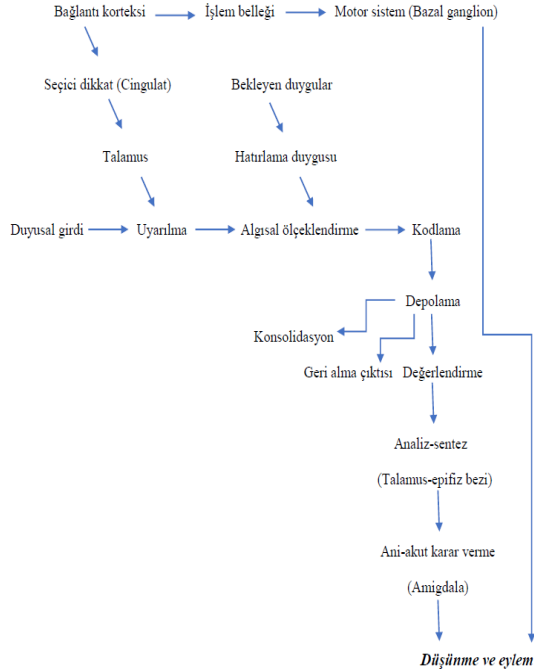 Bağlantı korteksi İşlem belleği Motor sistem (Bazal ganglion)
Seçici dikkat (Cingulat) Bekleyen duygular
Talamus Hatırlama duygusu
Duyusal girdi Uyarılma Algısal ölçeklendirme Kodlama
Depolama
Konsolidasyon
Geri alma çıktısı Değerlendirme
Analiz-sentez
(Talamus-epifiz bezi)
Ani-akut karar verme
(Amigdala)
Düşünme ve eylem